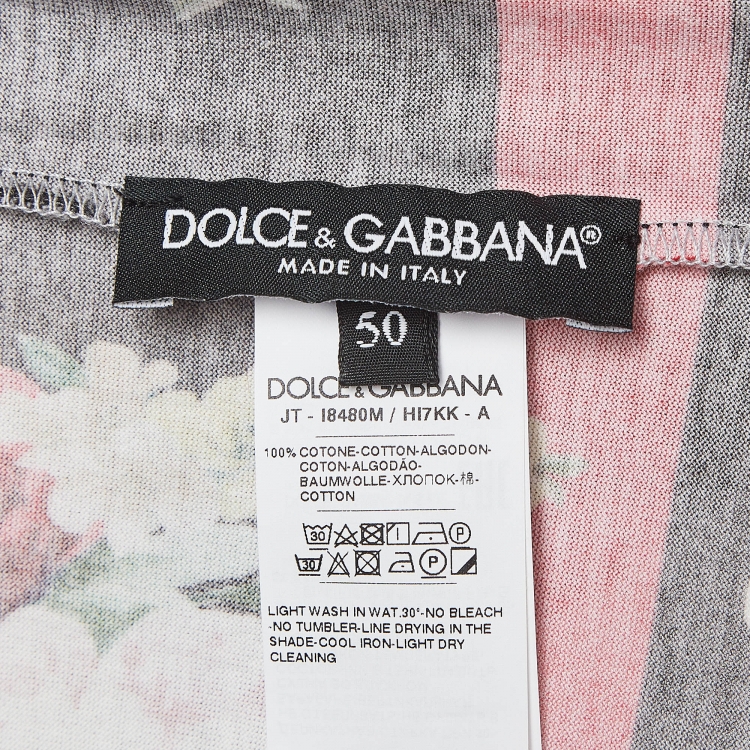 DOLCE & GABBANA®
MADE IN ITALY
50
DOLCE & GABBANA
JT - I8480M / HI7KK - A
100% COTONE-COTTON-ALGODON-
COTON-ALGODÃO-
BAUMWOLLE-ХЛОПОК-棉-
COTTON
30 P
30 P
LIGHT WASH IN WAT.30°-NO BLEACH
-NO TUMBLER-LINE DRYING IN THE
SHADE-COOL IRON-LIGHT DRY
CLEANING